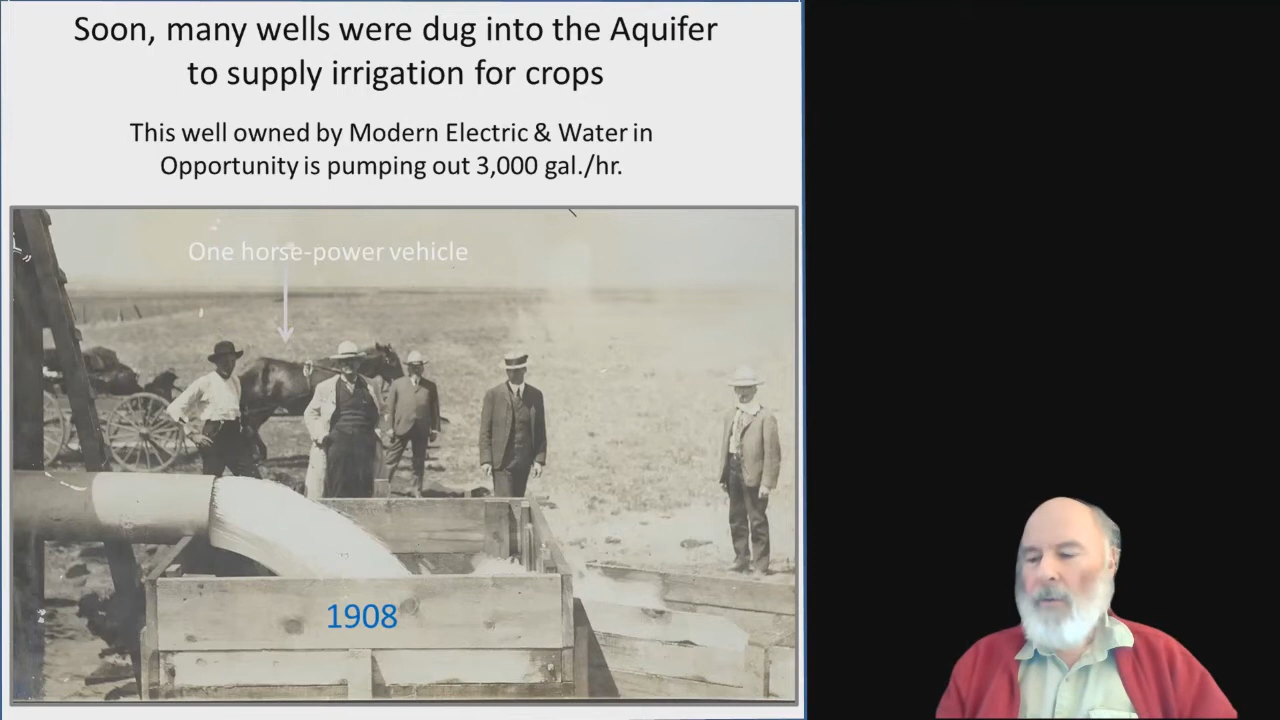 Soon, many wells were dug into the Aquifer
to supply irrigation for crops
This well owned by Modern Electric & Water in
Opportunity is pumping out 3,000 gal./hr.
One horse-power vehicle
1908